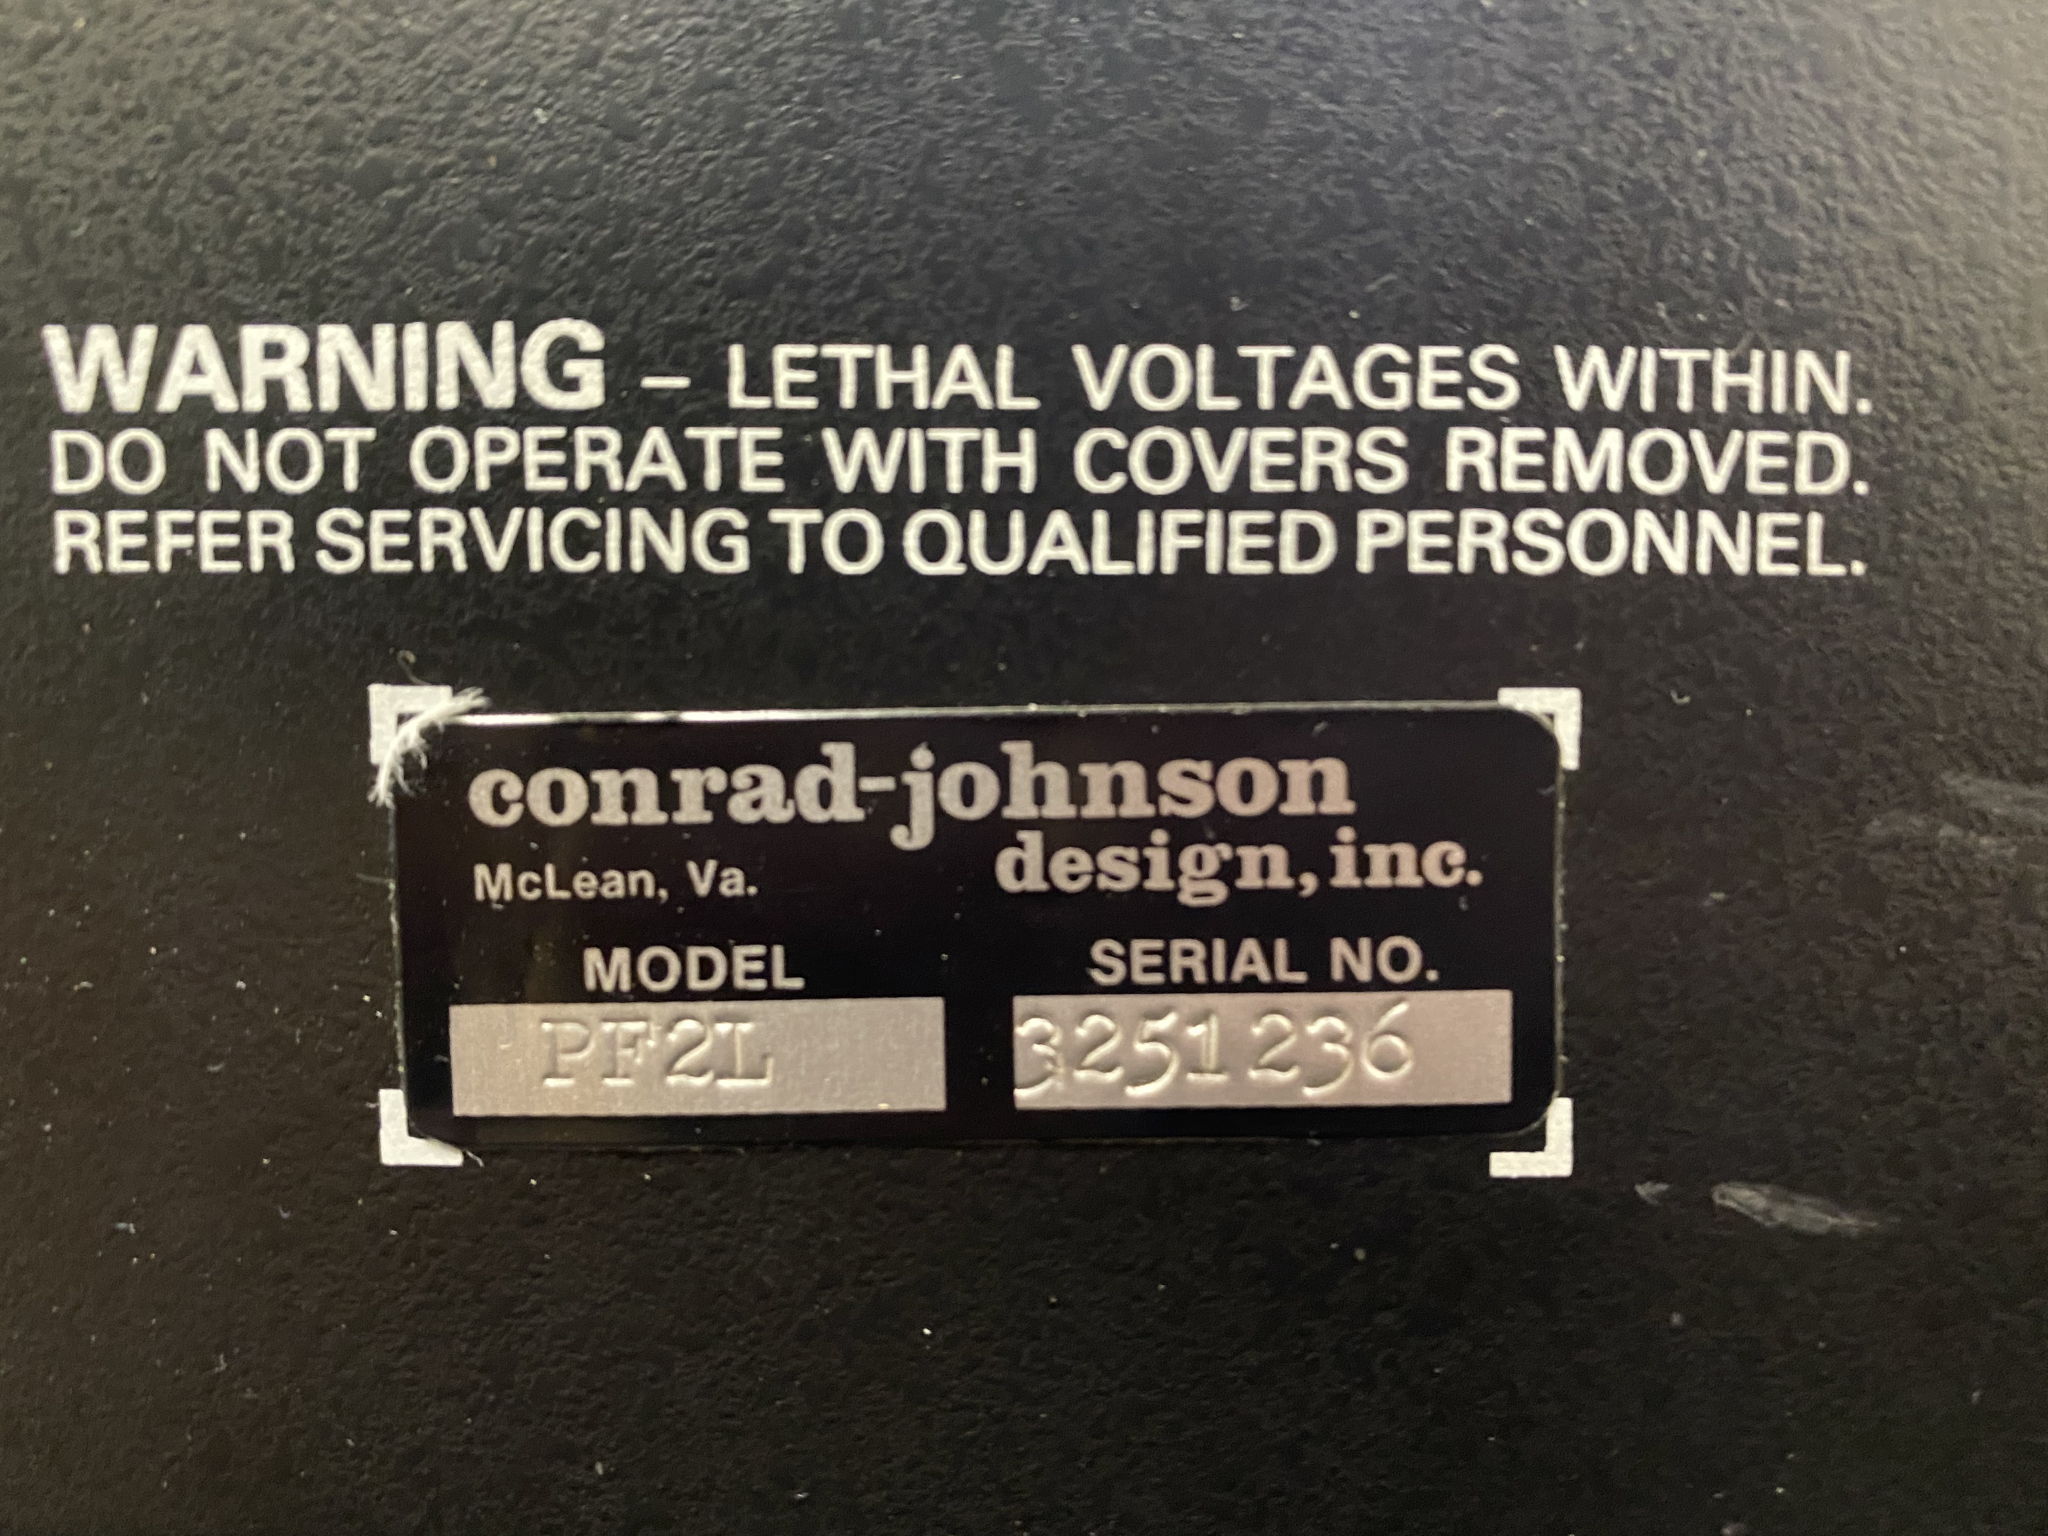 WARNING – LETHAL VOLTAGES WITHIN.
DO NOT OPERATE WITH COVERS REMOVED.
REFER SERVICING TO QUALIFIED PERSONNEL.
conrad-johnson
design, inc.
McLean, Va.
MODEL
PF2L
SERIAL NO.
3251236